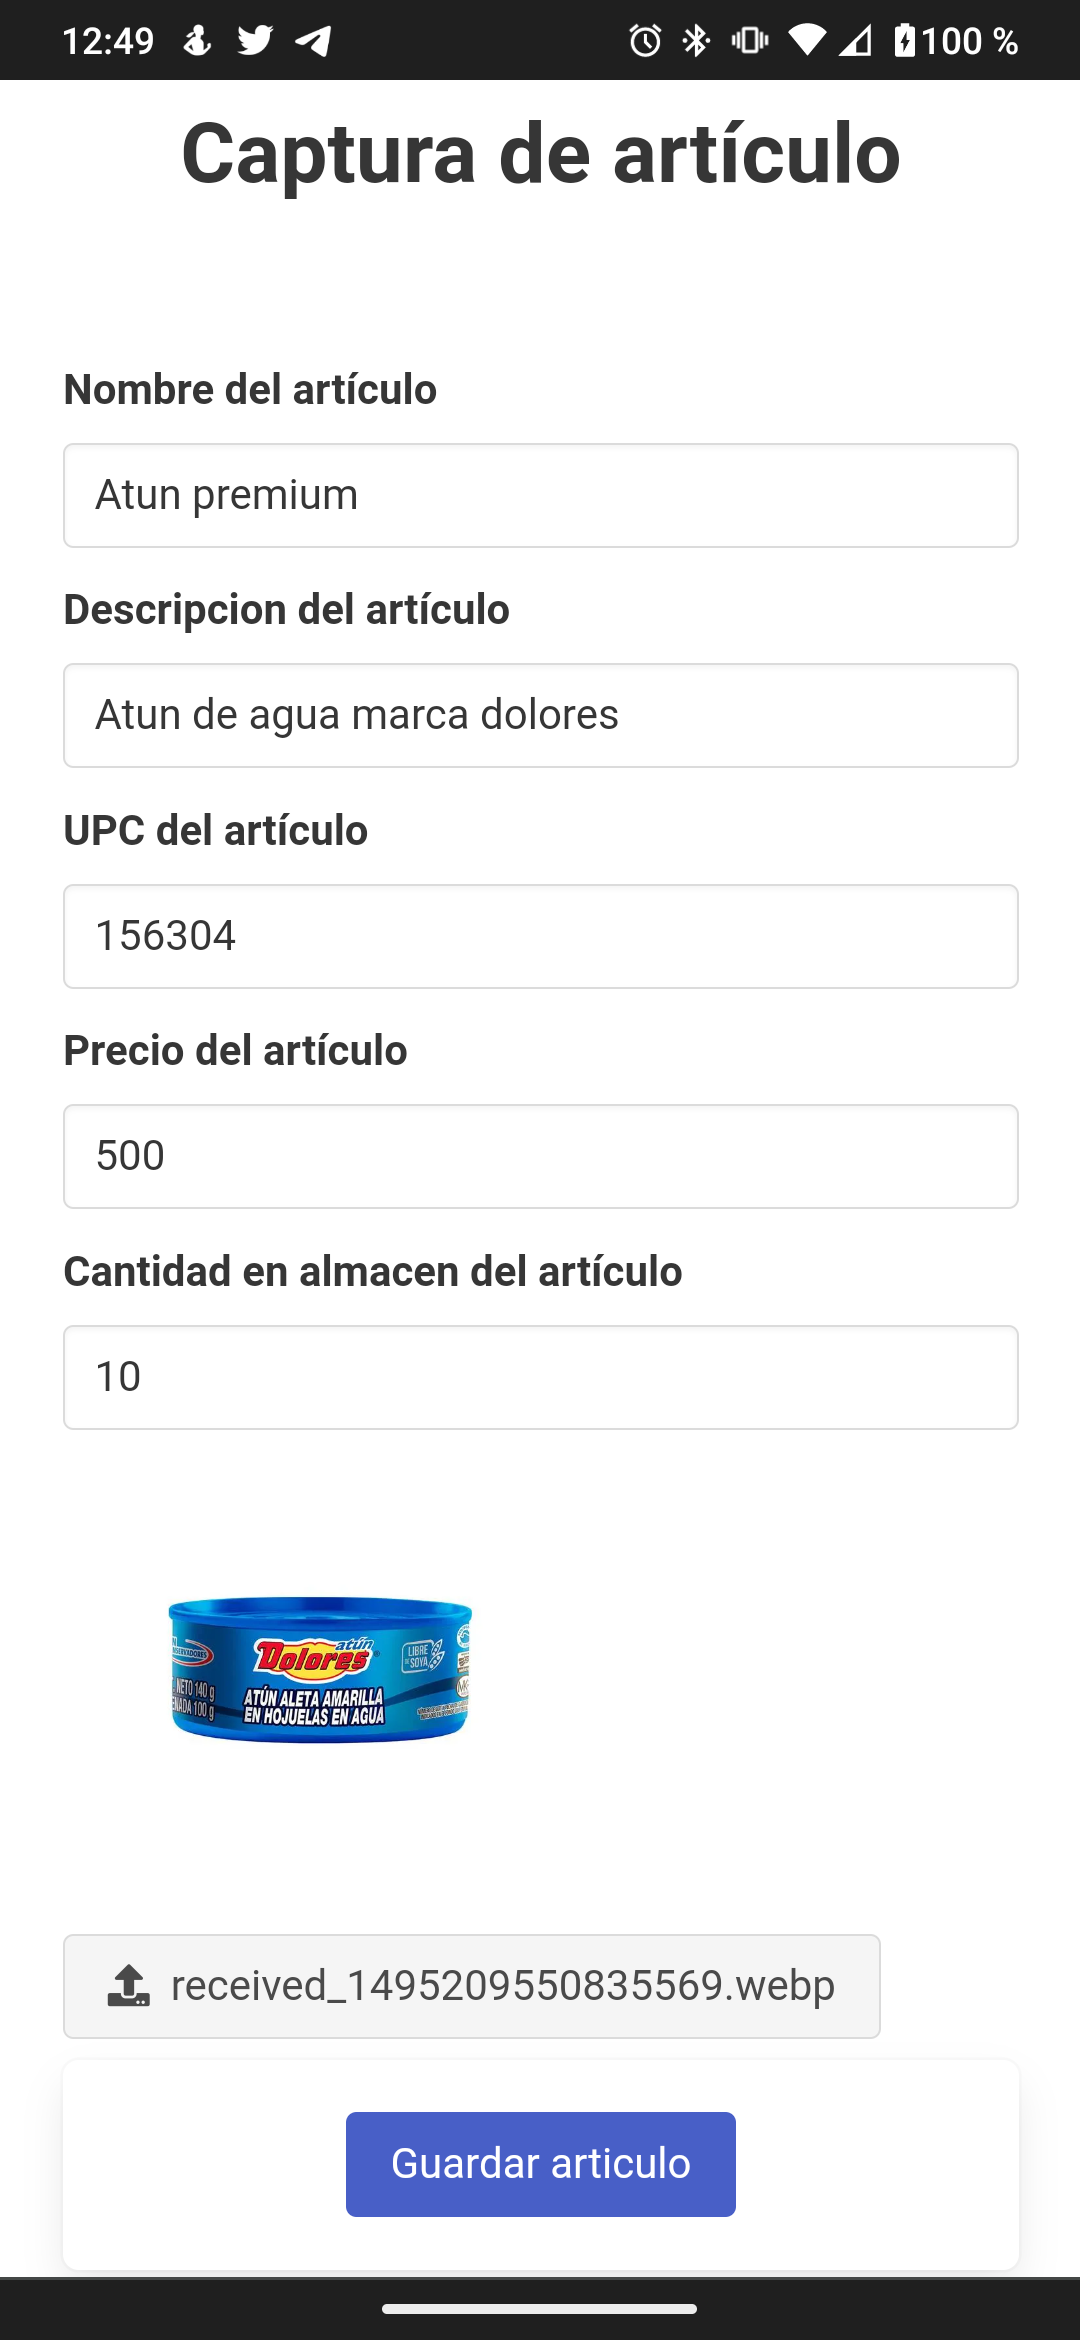 12:49
100 %
Captura de artículo
Nombre del artículo
Atun premium
Descripcion del artículo
Atun de agua marca dolores
UPC del artículo
156304
Precio del artículo
500
Cantidad en almacen del artículo
10
atún
Dolores
LIBRE
DE SOYA
NETO 140 g
100 g
ATÚN ALETA AMARILLA
EN HOJUELAS EN AGUA
received_1495209550835569.webp
Guardar articulo